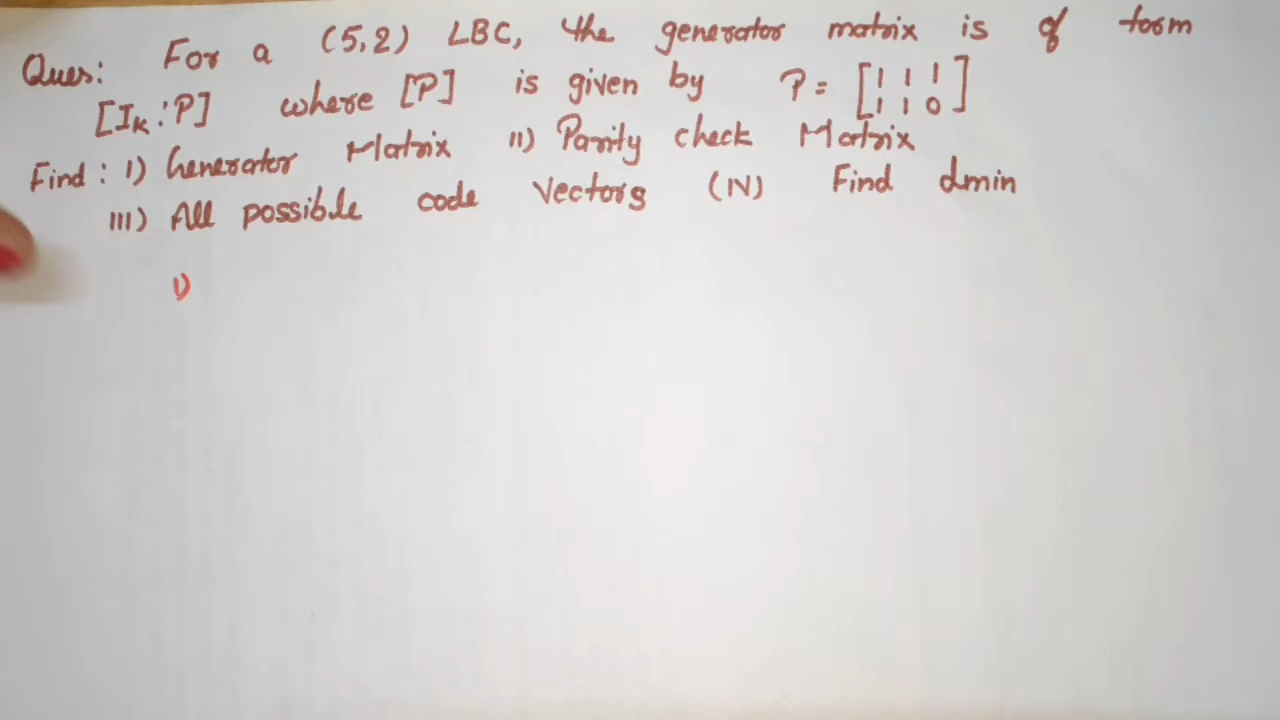 Ques: For a (5,2) LBC, the generator matrix is of form
[Ik : P] where [P] is given by P = [1 1 1
1 1 0]
Find : i) Generator Matrix ii) Parity check Matrix
iii) All possible code vectors (iv) Find dmin
i)